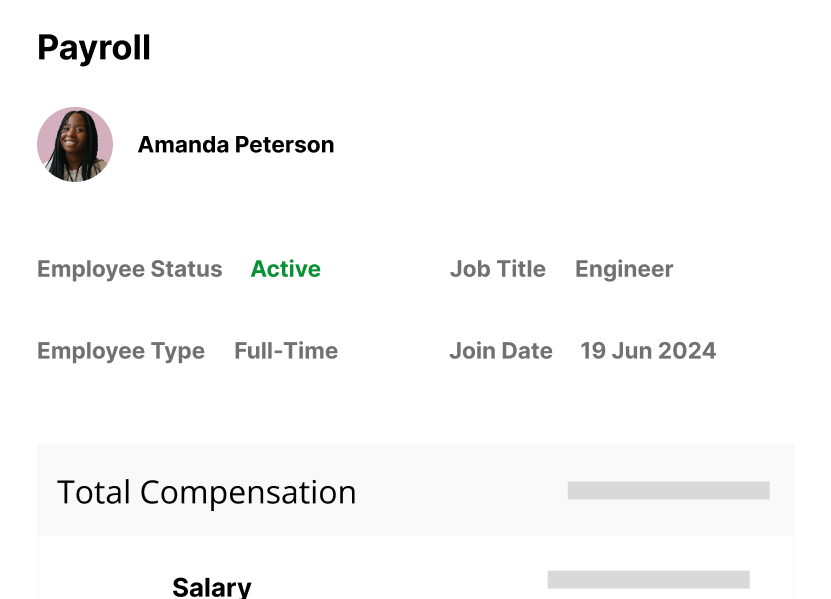 Payroll
Amanda Peterson
Employee Status Active Job Title Engineer
Employee Type Full-Time Join Date 19 Jun 2024
Total Compensation
Salary